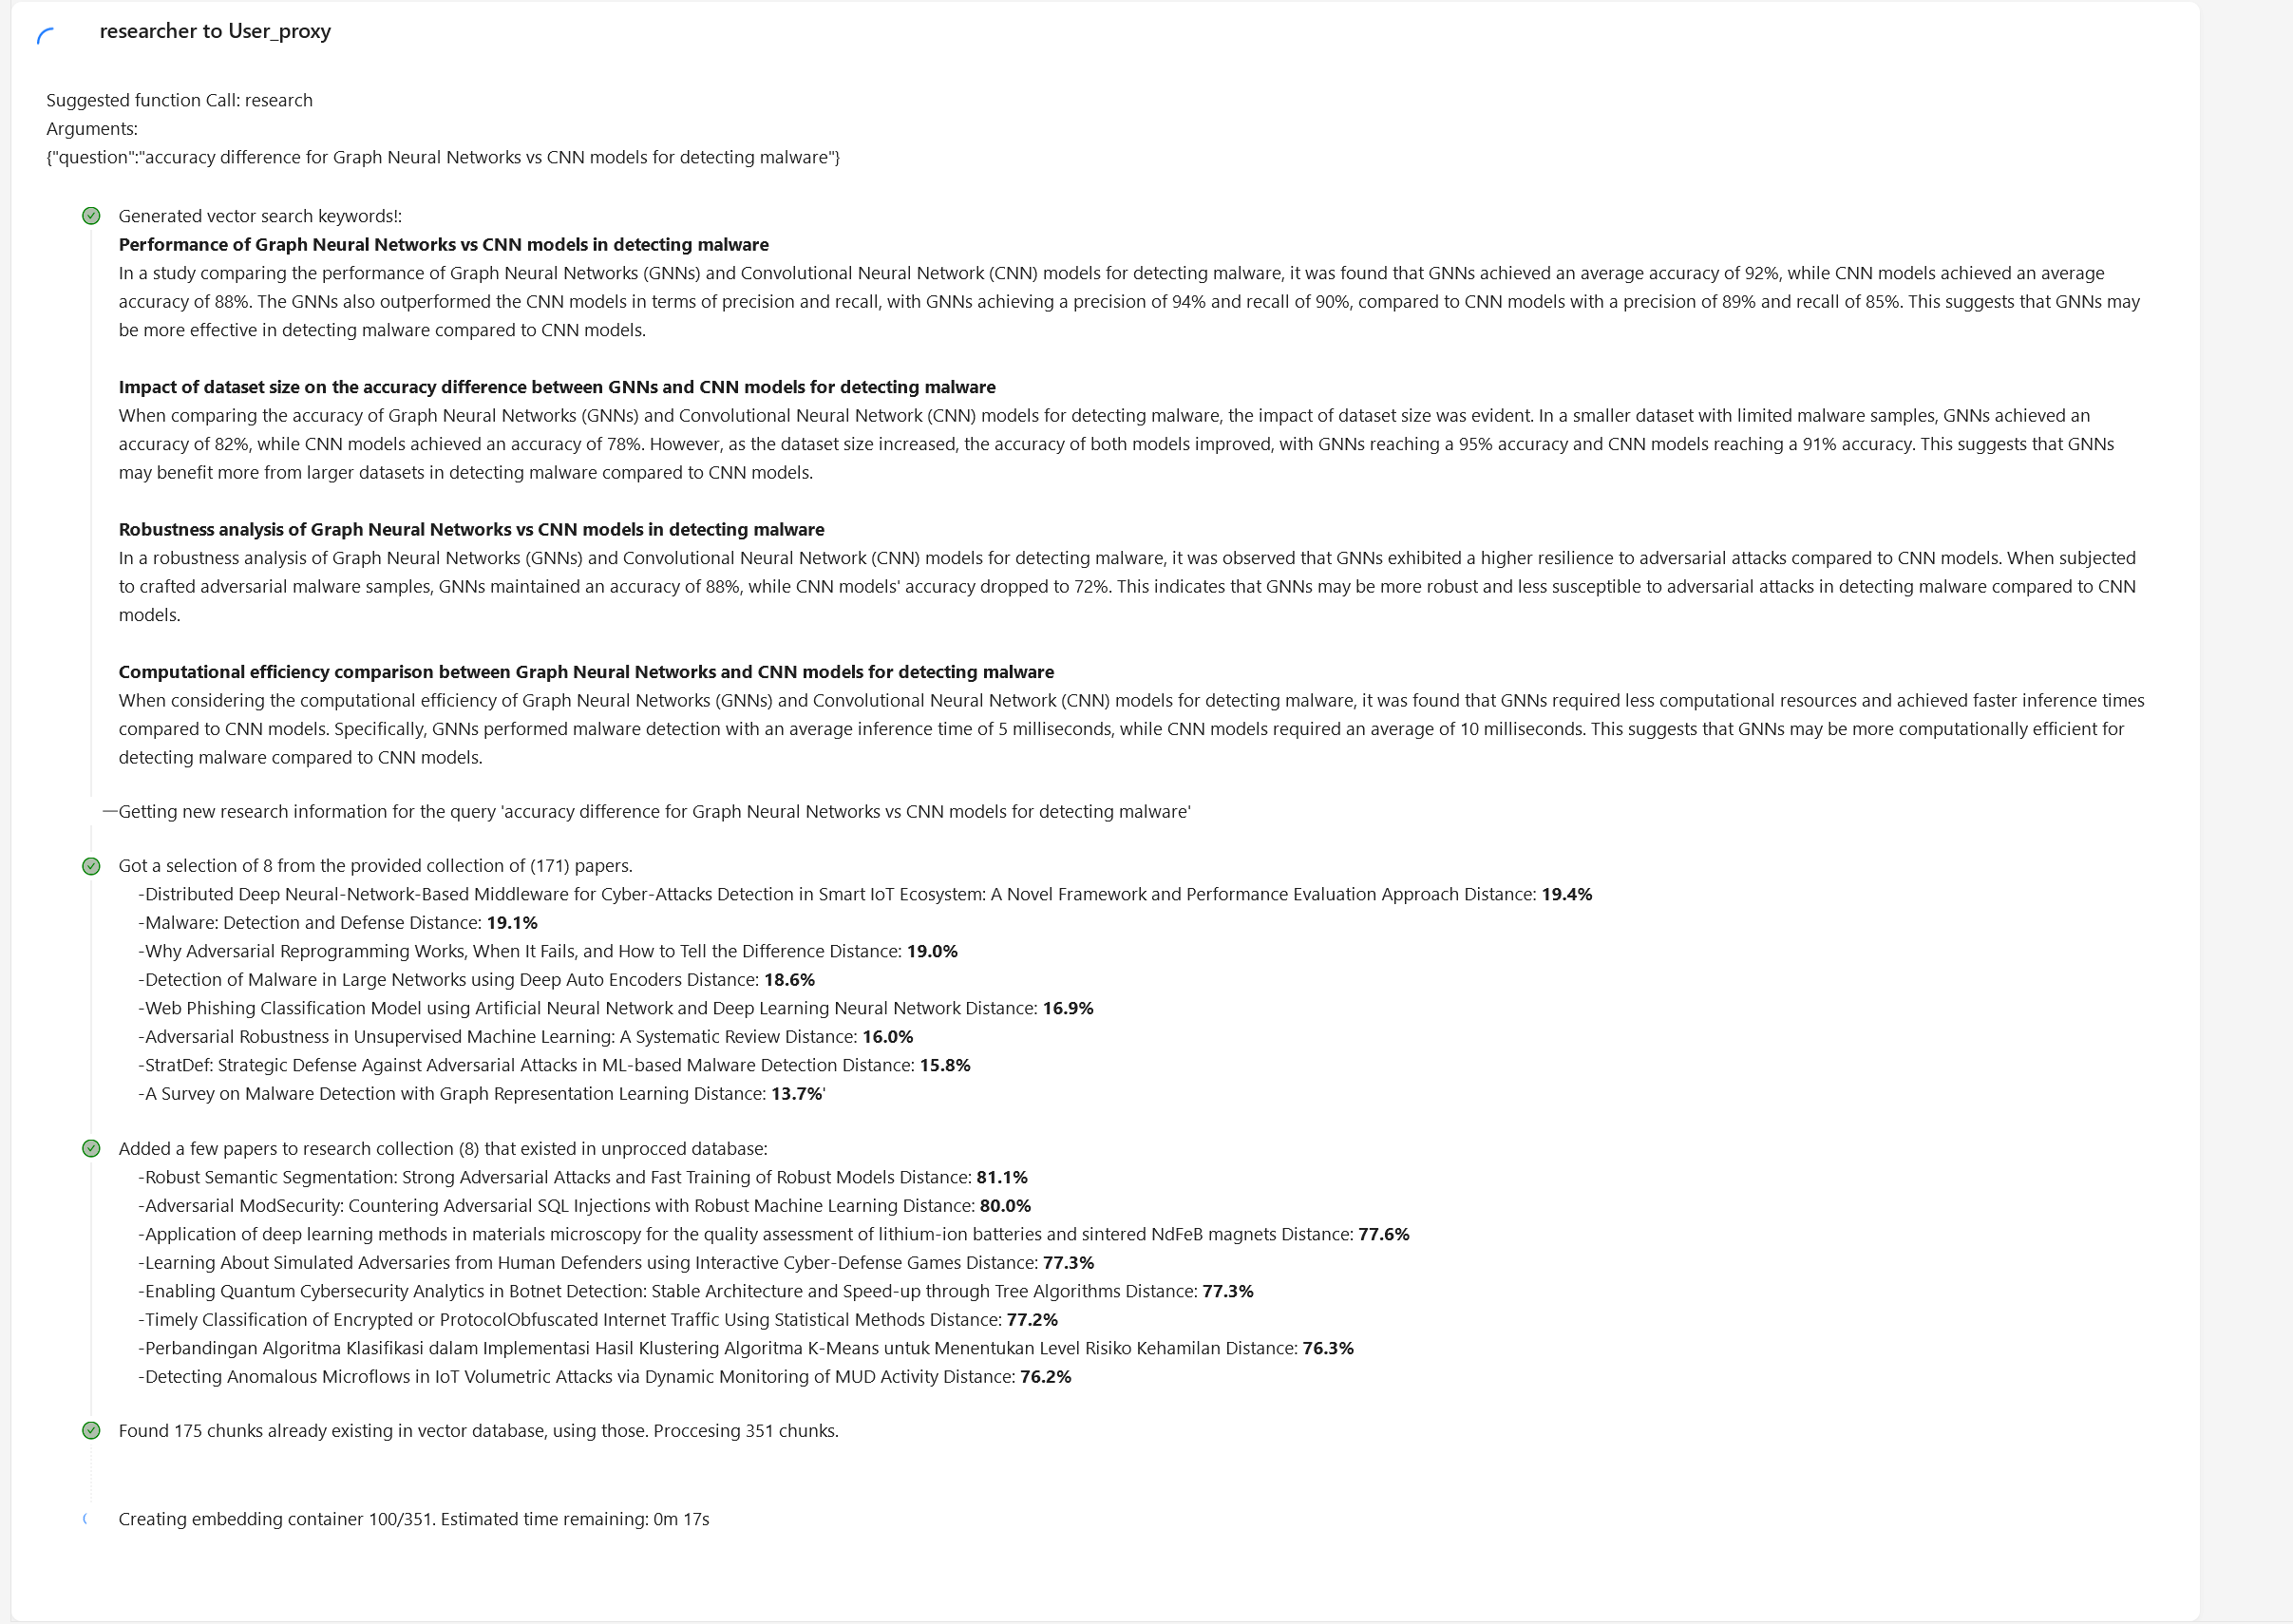 researcher to User_proxy
Suggested function Call: research
Arguments:
{"question":"accuracy difference for Graph Neural Networks vs CNN models for detecting malware"}
Generated vector search keywords!:
Performance of Graph Neural Networks vs CNN models in detecting malware
In a study comparing the performance of Graph Neural Networks (GNNs) and Convolutional Neural Network (CNN) models for detecting malware, it was found that GNNs achieved an average accuracy of 92%, while CNN models achieved an average
accuracy of 88%. The GNNs also outperformed the CNN models in terms of precision and recall, with GNNs achieving a precision of 94% and recall of 90%, compared to CNN models with a precision of 89% and recall of 85%. This suggests that GNNs may
be more effective in detecting malware compared to CNN models.
Impact of dataset size on the accuracy difference between GNNs and CNN models for detecting malware
When comparing the accuracy of Graph Neural Networks (GNNs) and Convolutional Neural Network (CNN) models for detecting malware, the impact of dataset size was evident. In a smaller dataset with limited malware samples, GNNs achieved an
accuracy of 82%, while CNN models achieved an accuracy of 78%. However, as the dataset size increased, the accuracy of both models improved, with GNNs reaching a 95% accuracy and CNN models reaching a 91% accuracy. This suggests that GNNs
may benefit more from larger datasets in detecting malware compared to CNN models.
Robustness analysis of Graph Neural Networks vs CNN models in detecting malware
In a robustness analysis of Graph Neural Networks (GNNs) and Convolutional Neural Network (CNN) models for detecting malware, it was observed that GNNs exhibited a higher resilience to adversarial attacks compared to CNN models. When subjected
to crafted adversarial malware samples, GNNs maintained an accuracy of 88%, while CNN models' accuracy dropped to 72%. This indicates that GNNs may be more robust and less susceptible to adversarial attacks in detecting malware compared to CNN
models.
Computational efficiency comparison between Graph Neural Networks and CNN models for detecting malware
When considering the computational efficiency of Graph Neural Networks (GNNs) and Convolutional Neural Network (CNN) models for detecting malware, it was found that GNNs required less computational resources and achieved faster inference times
compared to CNN models. Specifically, GNNs performed malware detection with an average inference time of 5 milliseconds, while CNN models required an average of 10 milliseconds. This suggests that GNNs may be more computationally efficient for
detecting malware compared to CNN models.
—Getting new research information for the query 'accuracy difference for Graph Neural Networks vs CNN models for detecting malware'
Got a selection of 8 from the provided collection of (171) papers.
-Distributed Deep Neural-Network-Based Middleware for Cyber-Attacks Detection in Smart IoT Ecosystem: A Novel Framework and Performance Evaluation Approach Distance: 19.4%
-Malware: Detection and Defense Distance: 19.1%
-Why Adversarial Reprogramming Works, When It Fails, and How to Tell the Difference Distance: 19.0%
-Detection of Malware in Large Networks using Deep Auto Encoders Distance: 18.6%
-Web Phishing Classification Model using Artificial Neural Network and Deep Learning Neural Network Distance: 16.9%
-Adversarial Robustness in Unsupervised Machine Learning: A Systematic Review Distance: 16.0%
-StratDef: Strategic Defense Against Adversarial Attacks in ML-based Malware Detection Distance: 15.8%
-A Survey on Malware Detection with Graph Representation Learning Distance: 13.7%'
Added a few papers to research collection (8) that existed in unprocced database:
-Robust Semantic Segmentation: Strong Adversarial Attacks and Fast Training of Robust Models Distance: 81.1%
-Adversarial ModSecurity: Countering Adversarial SQL Injections with Robust Machine Learning Distance: 80.0%
-Application of deep learning methods in materials microscopy for the quality assessment of lithium-ion batteries and sintered NdFeB magnets Distance: 77.6%
-Learning About Simulated Adversaries from Human Defenders using Interactive Cyber-Defense Games Distance: 77.3%
-Enabling Quantum Cybersecurity Analytics in Botnet Detection: Stable Architecture and Speed-up through Tree Algorithms Distance: 77.3%
-Timely Classification of Encrypted or ProtocolObfuscated Internet Traffic Using Statistical Methods Distance: 77.2%
-Perbandingan Algoritma Klasifikasi dalam Implementasi Hasil Klustering Algoritma K-Means untuk Menentukan Level Risiko Kehamilan Distance: 76.3%
-Detecting Anomalous Microflows in IoT Volumetric Attacks via Dynamic Monitoring of MUD Activity Distance: 76.2%
Found 175 chunks already existing in vector database, using those. Proccesing 351 chunks.
Creating embedding container 100/351. Estimated time remaining: 0m 17s